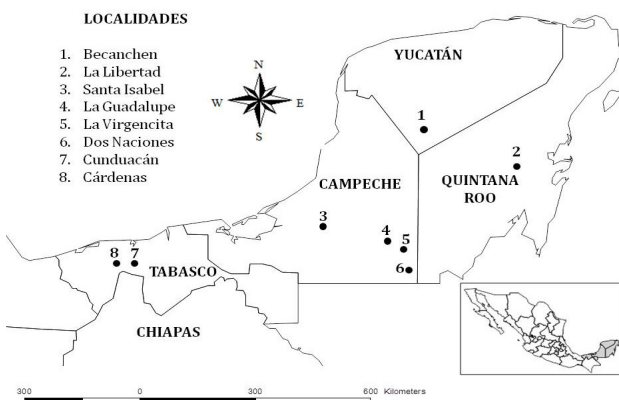 LOCALIDADES
1. Becanchen
2. La Libertad
3. Santa Isabel
4. La Guadalupe
5. La Virgencita
6. Dos Naciones
7. Cunduacán
8. Cárdenas
N
W E
S
YUCATÁN
1
2
CAMPECHE
QUINTANA
ROO
3
4
5
6
8 7
TABASCO
CHIAPAS
300 0 300 600 Kilometers